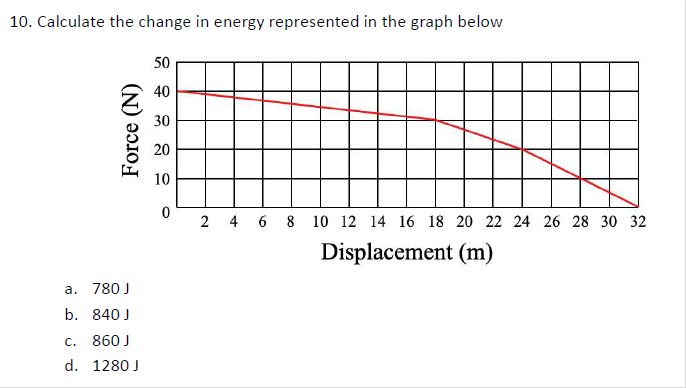 10. Calculate the change in energy represented in the graph below
Force (N)
50
40
30
20
10
0
2 4 6 8 10 12 14 16 18 20 22 24 26 28 30 32
Displacement (m)
a. 780 J
b. 840 J
c. 860 J
d. 1280 J